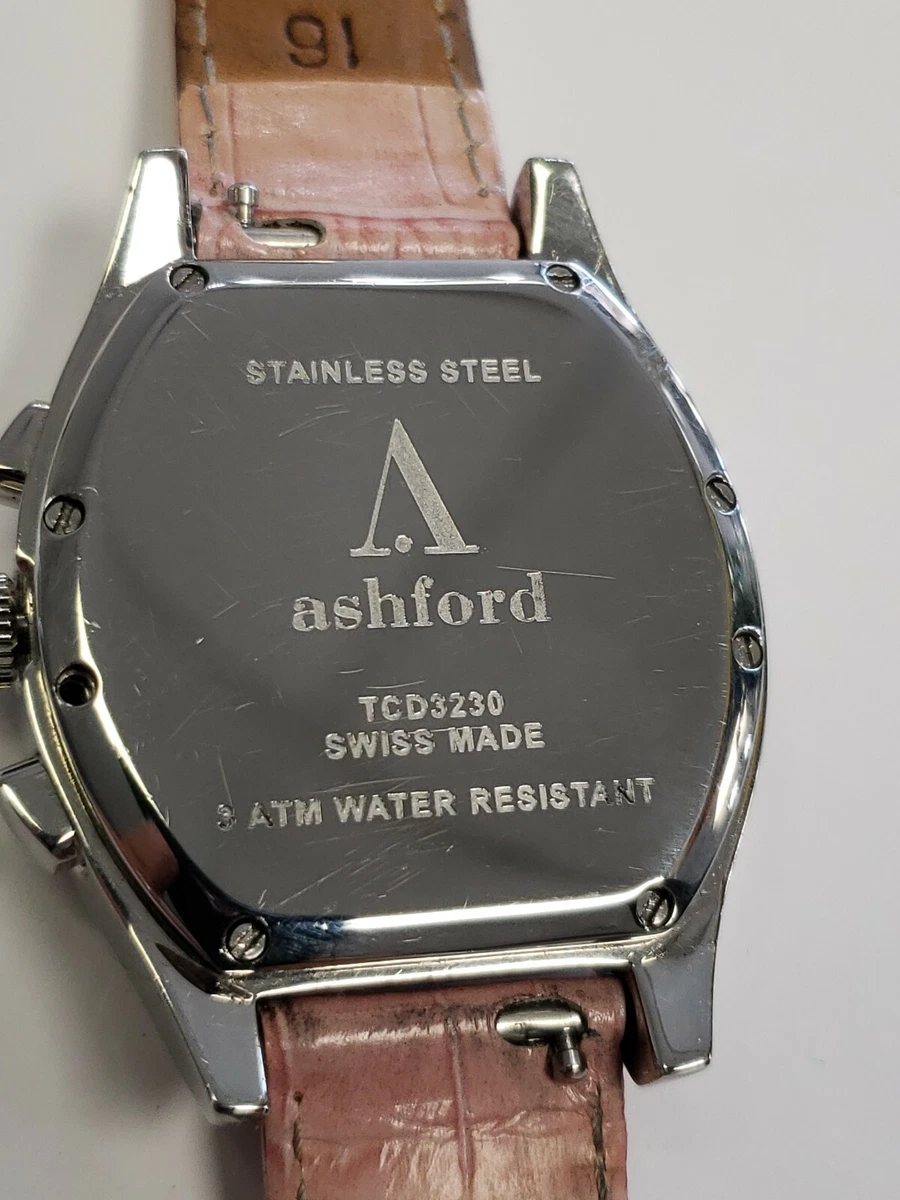 16
STAINLESS STEEL
ashford
TCD3230
SWISS MADE
3 ATM WATER RESISTANT